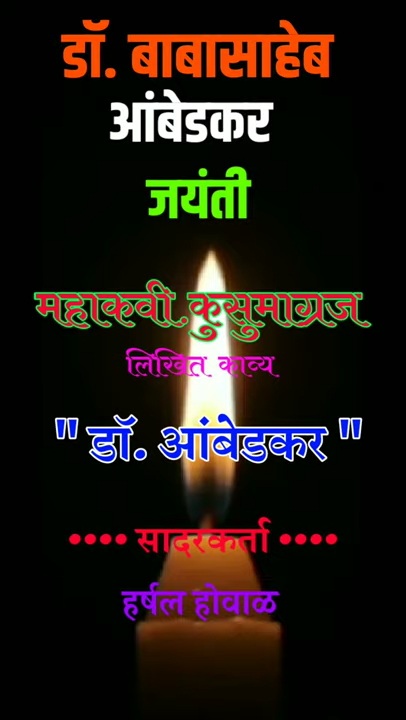 डॉ. बाबासाहेब
आंबेडकर
जयंती
महाकवी कुसुमाग्रज
लिखित काव्य
" डॉ. आंबेडकर "
•••• सादरकर्ता ••••
हर्षल होवाळ